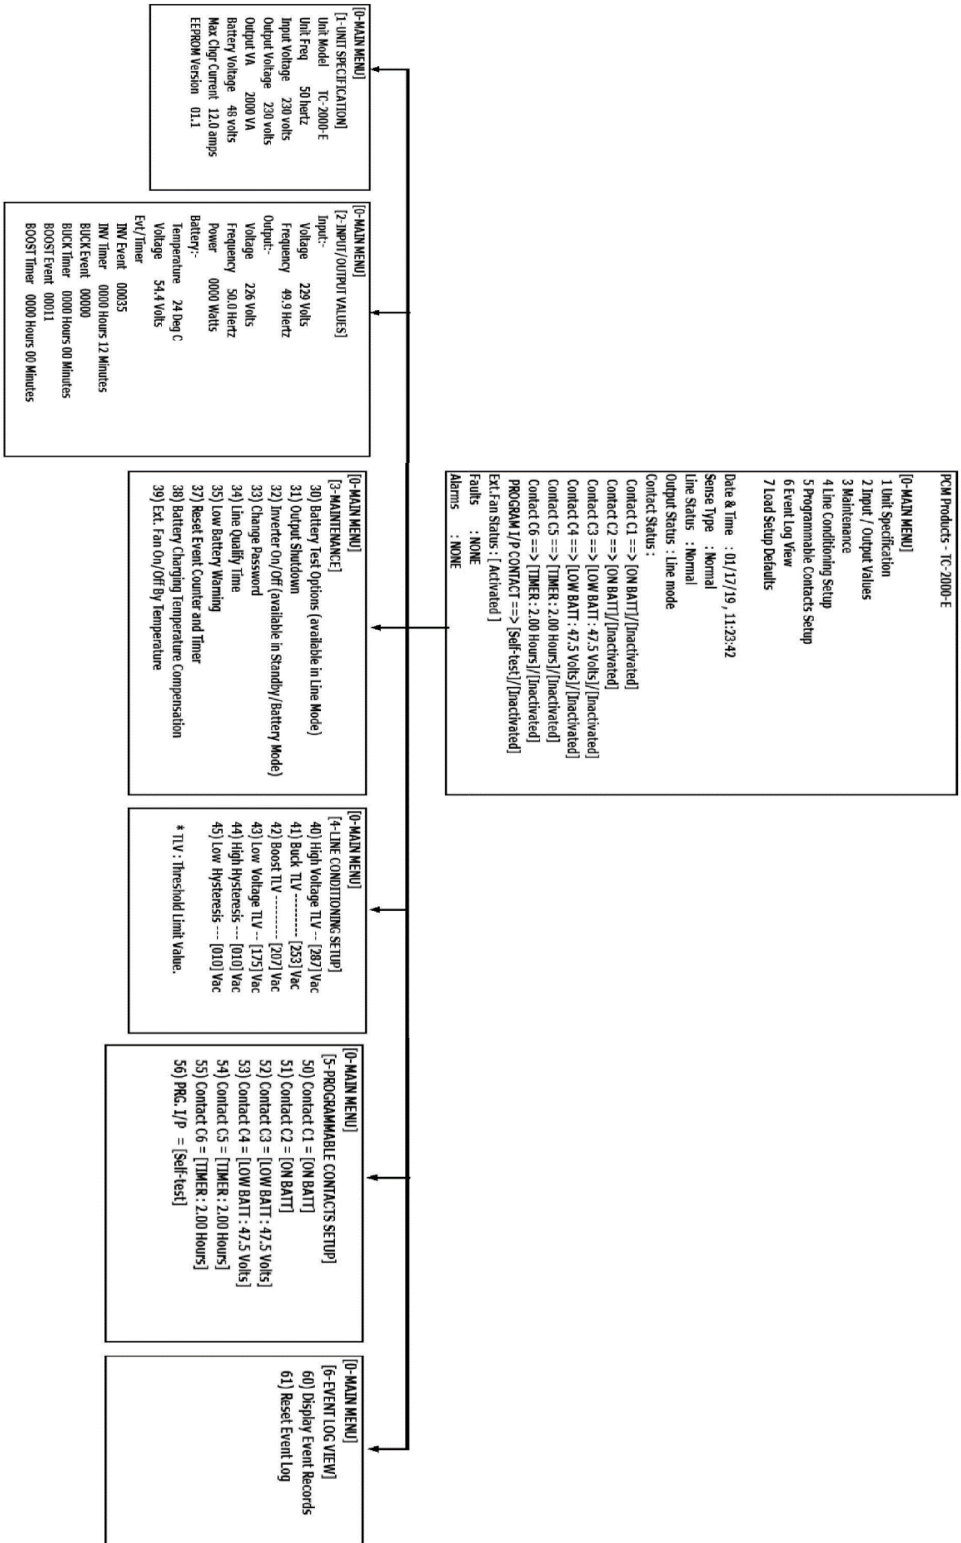 PCM Products - TC-2000-E
[0-MAIN MENU]
1 Unit Specification
2 Input / Output Values
3 Maintenance
4 Line Conditioning Setup
5 Programmable Contacts Setup
6 Event Log View
7 Load Setup Defaults
Date & Time : 01/17/19, 11:23:42
Sense Type : Normal
Line Status : Normal
Output Status : Line mode
Contact Status :
Contact C1 ==> [ON BATT]/[Inactivated]
Contact C2 ==> [ON BATT]/[Inactivated]
Contact C3 ==> [LOW BATT : 47.5 Volts]/[Inactivated]
Contact C4 ==> [LOW BATT : 47.5 Volts]/[Inactivated]
Contact C5 ==> [TIMER : 2.00 Hours]/[Inactivated]
Contact C6 ==> [TIMER : 2.00 Hours]/[Inactivated]
PROGRAM I/P CONTACT ==> [Self-test]/[Inactivated]
Ext.Fan Status : [ Activated ]
Faults : NONE
Alarms : NONE
[0-MAIN MENU]
[1-UNIT SPECIFICATION]
Unit Model TC-2000-E
Unit Freq 50 hertz
Input Voltage 230 volts
Output Voltage 230 volts
Output VA 2000 VA
Battery Voltage 48 volts
Max Chgr Current 12.0 amps
EEPROM Version 01.1
[0-MAIN MENU]
[2-INPUT/OUTPUT VALUES]
Input:-
Voltage 229 Volts
Frequency 49.9 Hertz
Output:-
Voltage 226 Volts
Frequency 50.0 Hertz
Power 0000 Watts
Battery:-
Temperature 24 Deg C
Voltage 54.4 Volts
Evt/Timer
INV Event 00035
INV Timer 0000 Hours 12 Minutes
BUCK Event 00000
BUCK Timer 0000 Hours 00 Minutes
BOOST Event 00011
BOOST Timer 0000 Hours 00 Minutes
[0-MAIN MENU]
[3-MAINTENANCE]
30) Battery Test Options (available in Line Mode)
31) Output Shutdown
32) Inverter On/Off (available in Standby/Battery Mode)
33) Change Password
34) Line Qualify Time
35) Low Battery Warning
37) Reset Event Counter and Timer
38) Battery Charging Temperature Compensation
39) Ext. Fan On/Off By Temperature
[0-MAIN MENU]
[4-LINE CONDITIONING SETUP]
40) High Voltage TLV -- [287] Vac
41) Buck TLV --------- [253] Vac
42) Boost TLV --------- [207] Vac
43) Low Voltage TLV -- [175] Vac
44) High Hysteresis --- [010] Vac
45) Low Hysteresis --- [010] Vac
* TLV : Threshold Limit Value.
[0-MAIN MENU]
[5-PROGRAMMABLE CONTACTS SETUP]
50) Contact C1 = [ON BATT]
51) Contact C2 = [ON BATT]
52) Contact C3 = [LOW BATT : 47.5 Volts]
53) Contact C4 = [LOW BATT : 47.5 Volts]
54) Contact C5 = [TIMER : 2.00 Hours]
55) Contact C6 = [TIMER : 2.00 Hours]
56) PRG. I/P = [Self-test]
[0-MAIN MENU]
[6-EVENT LOG VIEW]
60) Display Event Records
61) Reset Event Log